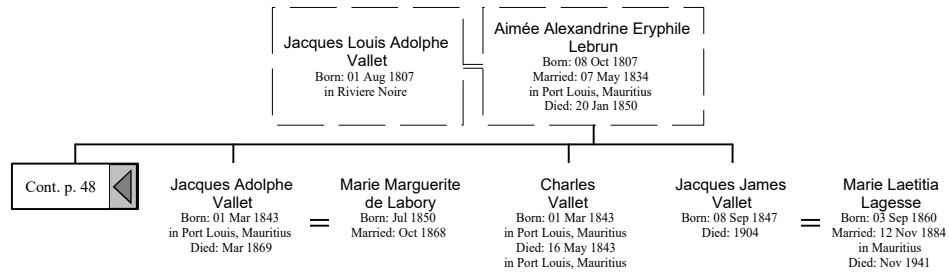 Jacques Louis Adolphe
Vallet
Born: 01 Aug 1807
in Riviere Noire
Aimée Alexandrine Eryphile
Lebrun
Born: 08 Oct 1807
Married: 07 May 1834
in Port Louis, Mauritius
Died: 20 Jan 1850
Cont. p. 48
Jacques Adolphe
Vallet
Born: 01 Mar 1843
in Port Louis, Mauritius
Died: Mar 1869
=
Marie Marguerite
de Labory
Born: Jul 1850
Married: Oct 1868
Charles
Vallet
Born: 01 Mar 1843
in Port Louis, Mauritius
Died: 16 May 1843
in Port Louis, Mauritius
Jacques James
Vallet
Born: 08 Sep 1847
Died: 1904
=
Marie Laetitia
Lagesse
Born: 03 Sep 1860
Married: 12 Nov 1884
in Mauritius
Died: Nov 1941